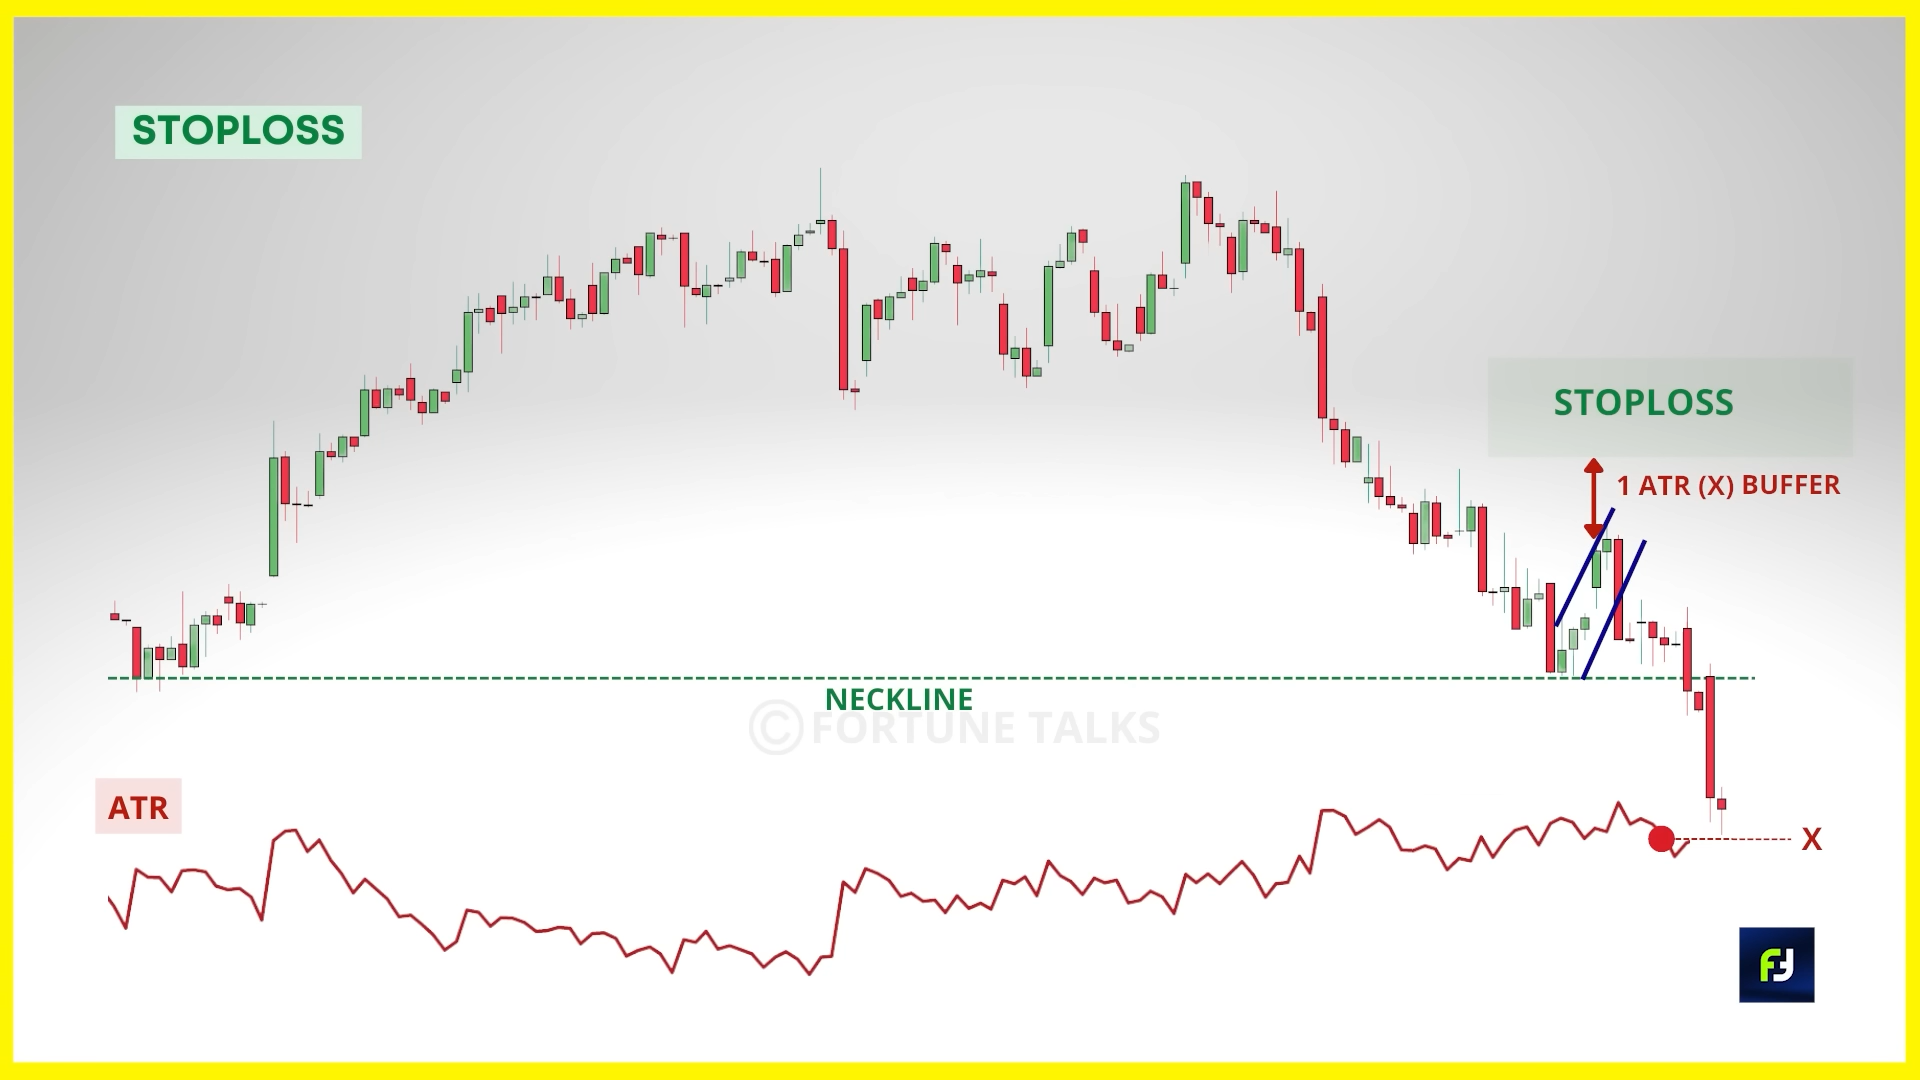 STOPLOSS
STOPLOSS
1 ATR (X) BUFFER
NECKLINE
© FORTUNE TALKS
ATR
X